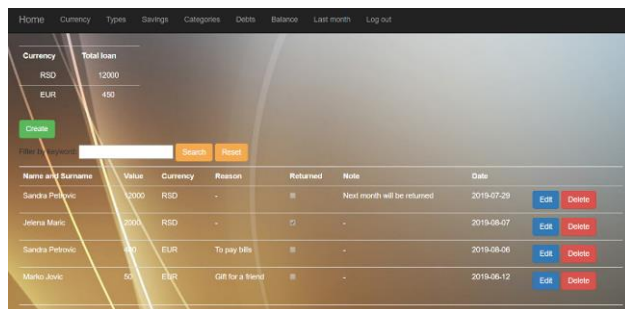 Home Currency Types Savings Categories Debts Balance Last month Log out
Currency Total loan
RSD 12000
EUR 450
Create
Filter by keyword: Search Reset
Name and Surname Value Currency Reason Returned Note Date
Sandra Petrovic 12000 RSD - Next month will be returned 2019-07-29 Edit Delete
Jelena Maric 2000 RSD - - 2019-08-07 Edit Delete
Sandra Petrovic EUR To pay bills - 2019-08-06 Edit Delete
Marko Jovic 50 EUR Gift for a friend - 2019-06-12 Edit Delete